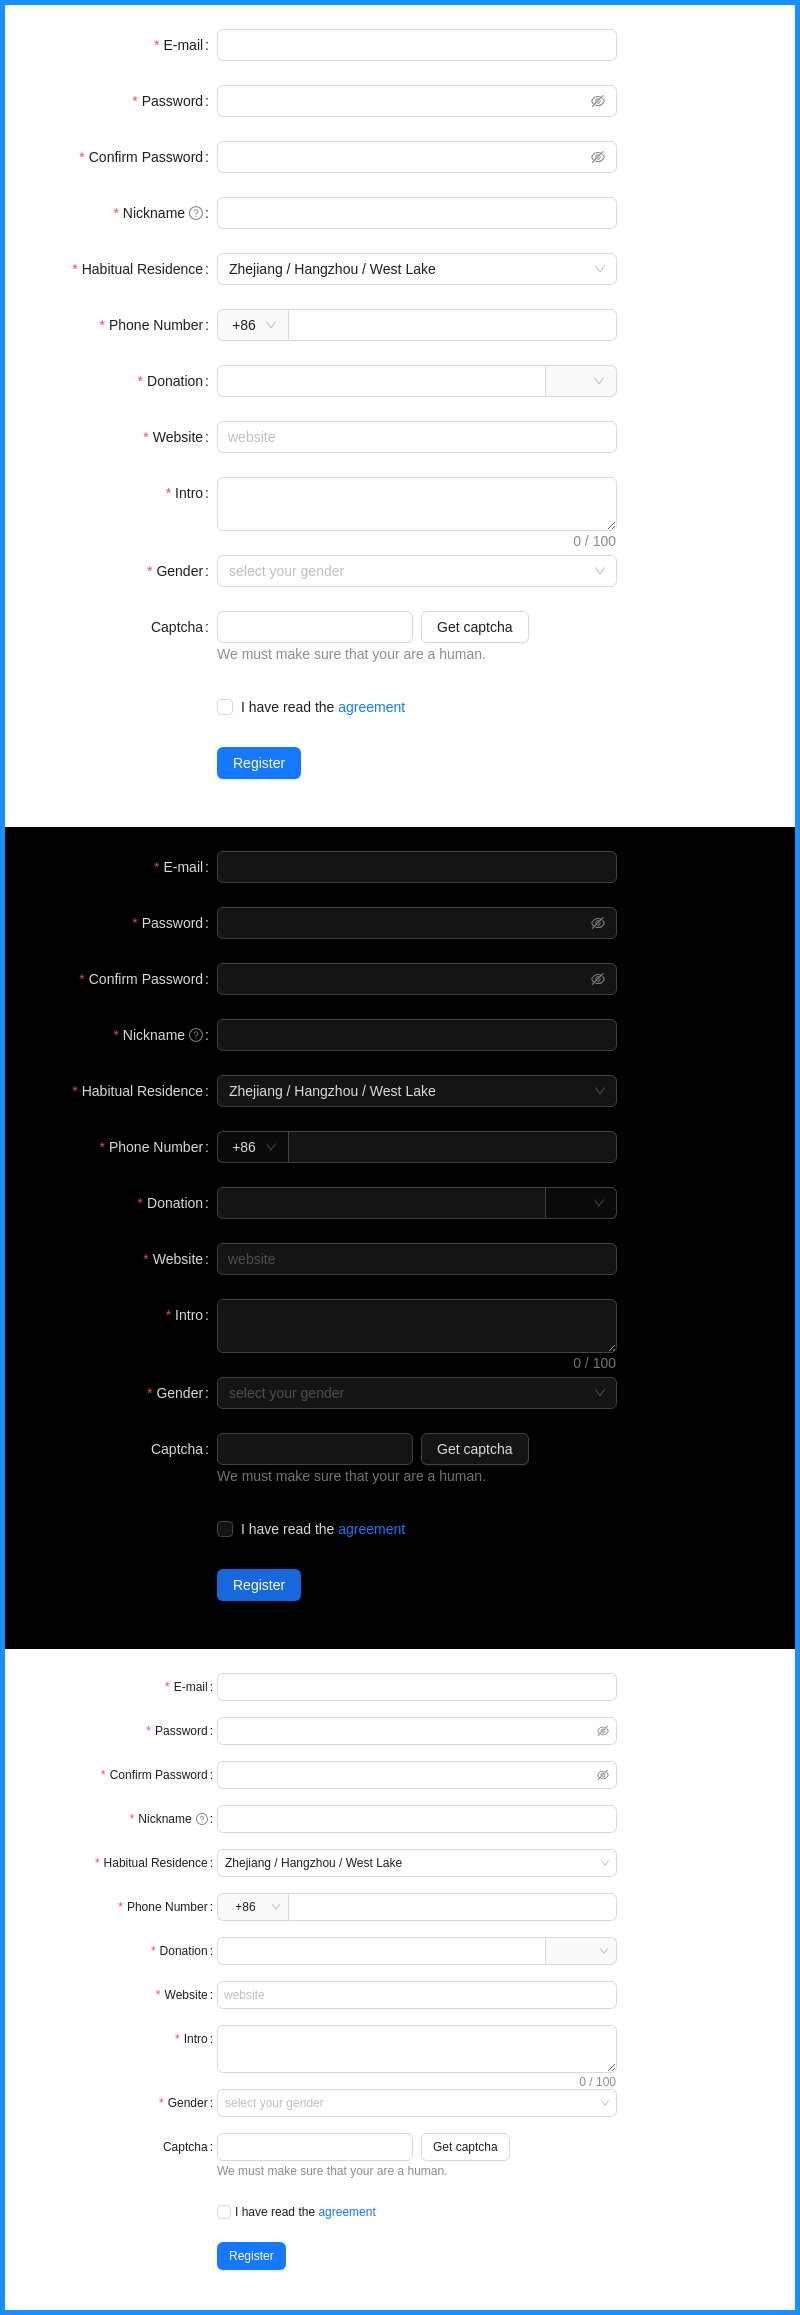 * E-mail :
* Password :
* Confirm Password :
* Nickname ? :
* Habitual Residence : Zhejiang / Hangzhou / West Lake
* Phone Number : +86
* Donation :
* Website : website
* Intro :
0 / 100
* Gender : select your gender
Captcha : Get captcha
We must make sure that your are a human.
I have read the agreement
Register
* E-mail :
* Password :
* Confirm Password :
* Nickname ? :
* Habitual Residence : Zhejiang / Hangzhou / West Lake
* Phone Number : +86
* Donation :
* Website : website
* Intro :
0 / 100
* Gender : select your gender
Captcha : Get captcha
We must make sure that your are a human.
I have read the agreement
Register
* E-mail :
* Password :
* Confirm Password :
* Nickname ? :
* Habitual Residence : Zhejiang / Hangzhou / West Lake
* Phone Number : +86
* Donation :
* Website : website
* Intro :
0 / 100
* Gender : select your gender
Captcha : Get captcha
We must make sure that your are a human.
I have read the agreement
Register